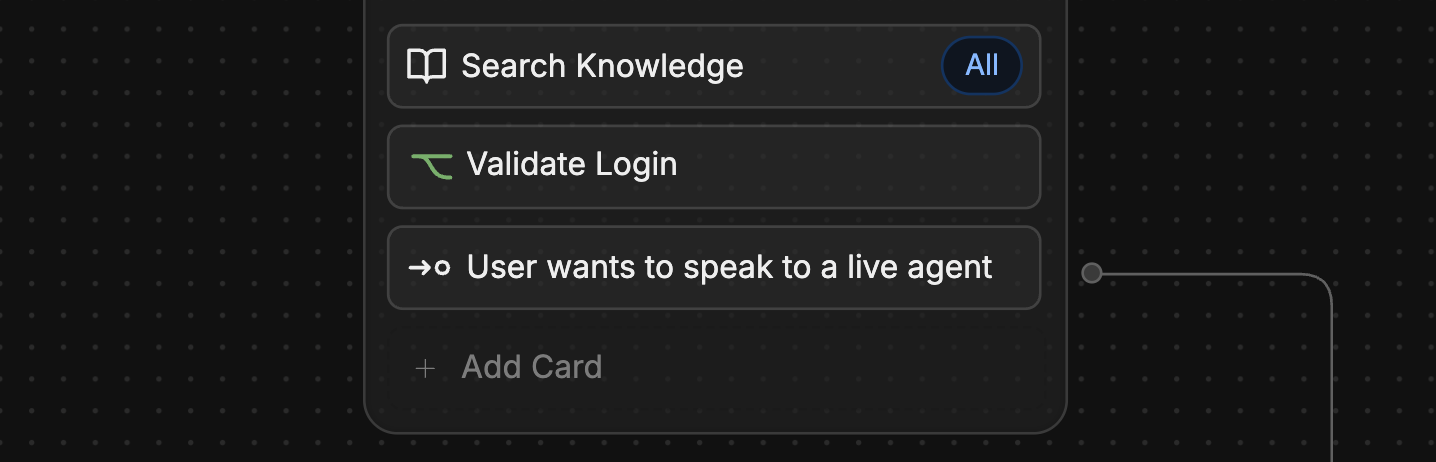 Search Knowledge All
Validate Login
User wants to speak to a live agent
+ Add Card